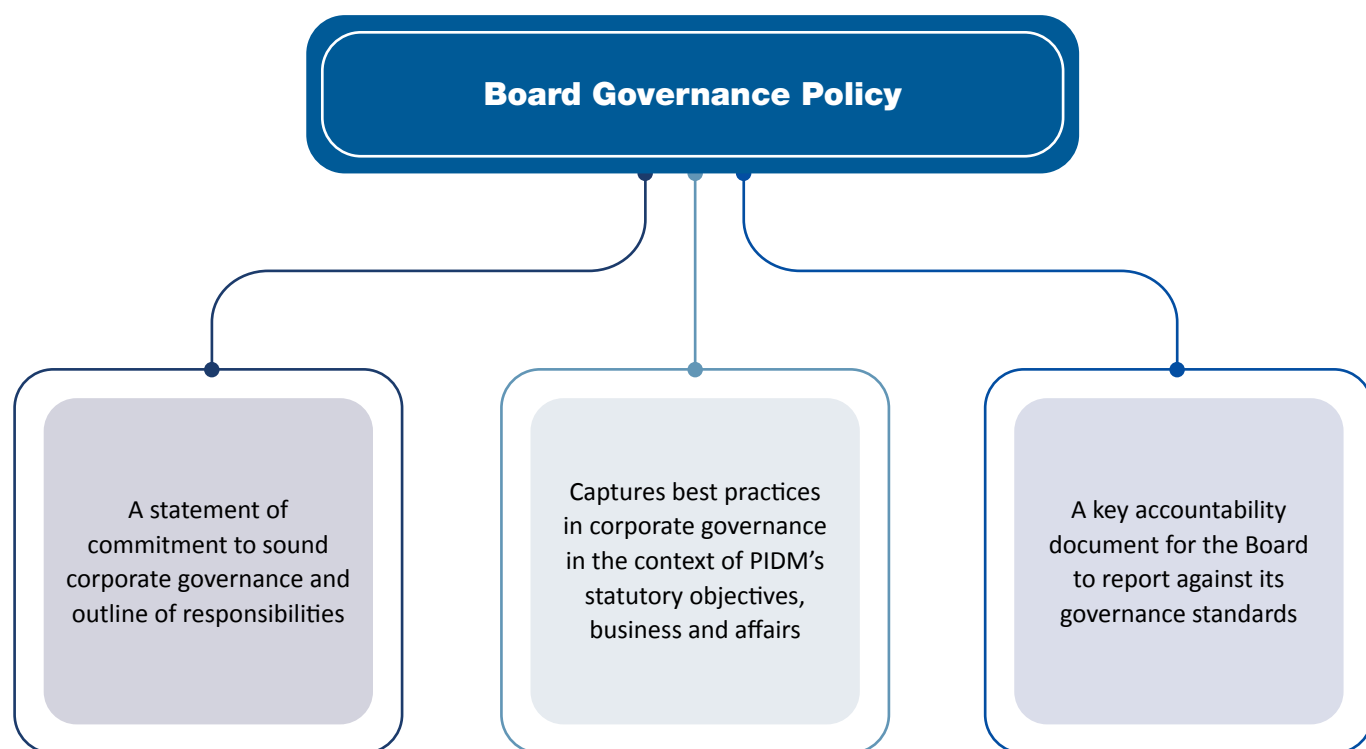 Board Governance Policy
A statement of
commitment to sound
corporate governance and
outline of responsibilities
Captures best practices
in corporate governance
in the context of PIDM’s
statutory objectives,
business and affairs
A key accountability
document for the Board
to report against its
governance standards